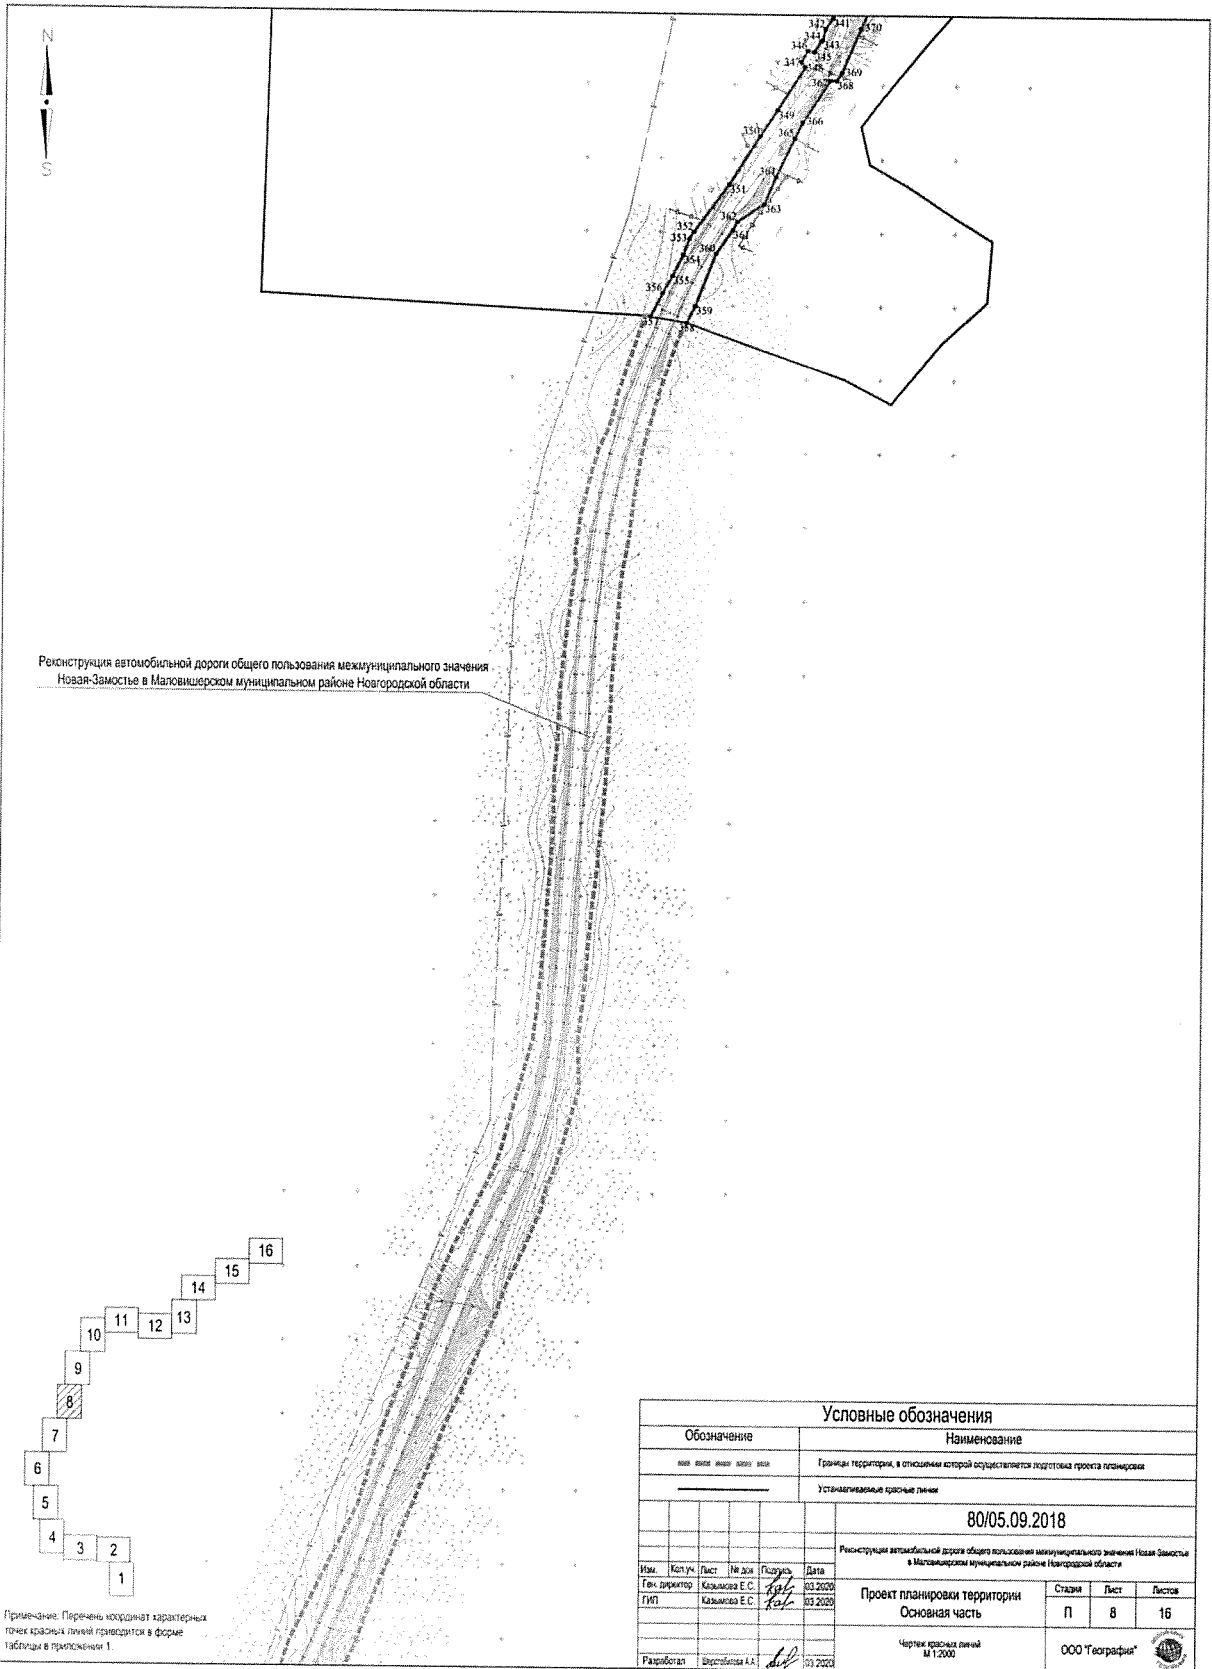 N
S
342
341
370
344
343
346
345
347
348
369
367
368
349
366
350
365
364
351
363
362
352
361
353
360
354
355
356
359
357
358
Реконструкция автомобильной дороги общего пользования межмуниципального значения
Новая-Замостье в Маловишерском муниципальном районе Новгородской области
16
15
14
13
12
11
10
9
8
7
6
5
4
3
2
1
Примечание: Перечень координат характерных
точек красных линий приводится в форме
таблицы в приложении 1.
Условные обозначения
Обозначение
Наименование
Границы территории, в отношении которой осуществляется подготовка проекта планировки
Устанавливаемые красные линии
80/05.09.2018
Реконструкция автомобильной дороги общего пользования межмуниципального значения Новая-Замостье
в Маловишерском муниципальном районе Новгородской области
Изм. Кол.уч. Лист № док Подпись Дата
Ген. директор Казымова Е.С. 03.2020
ГИП Казымова Е.С. 03.2020
Разработал 03.2020
Проект планировки территории
Основная часть
Стадия Лист Листов
П 8 16
Чертеж красных линий
М 1:2000
ООО "География"